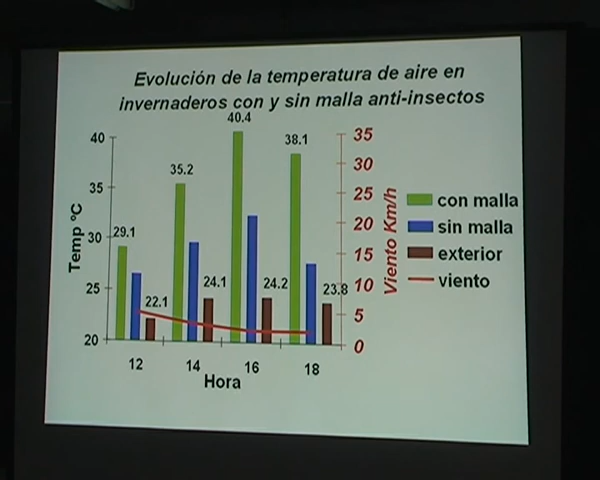 Evolución de la temperatura de aire en
invernaderos con y sin malla anti-insectos
40.4
40
35
30
25
20
Temp ºC
29.1
22.1
35.2
24.1
24.2
38.1
23.8
35
30
25
20
15
10
5
0
Viento Km/h
con malla
sin malla
exterior
viento
12 14 16 18
Hora